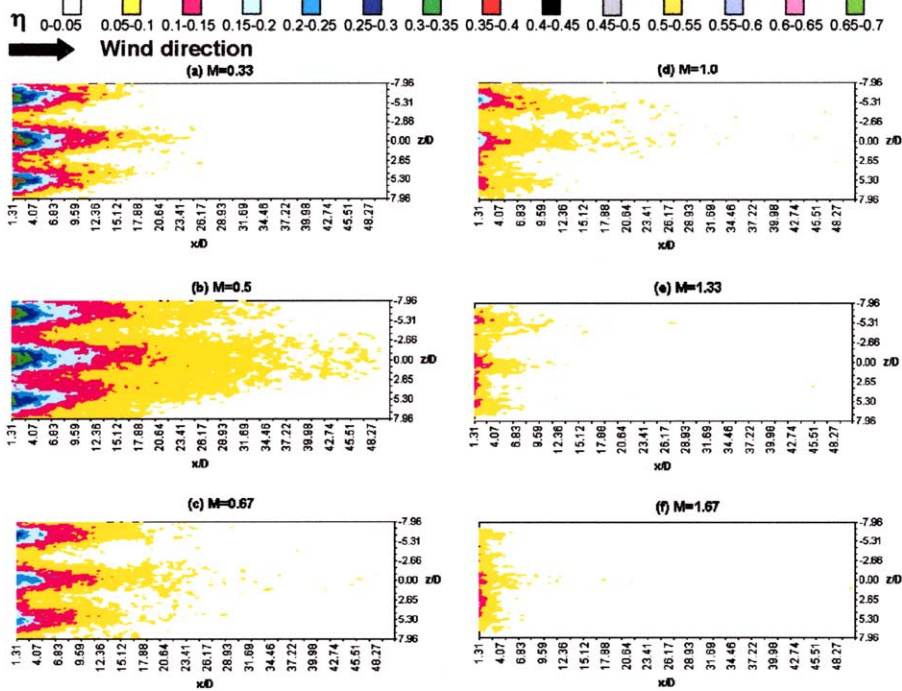 η 0-0.05 0.05-0.1 0.1-0.15 0.15-0.2 0.2-0.25 0.25-0.3 0.3-0.35 0.35-0.4 0.4-0.45 0.45-0.5 0.5-0.55 0.55-0.6 0.6-0.65 0.65-0.7
Wind direction
(a) M=0.33
-7.96
-5.31
-2.66
0.00 z/D
2.65
5.30
7.96
1.31 4.07 6.83 9.59 12.36 15.12 17.88 20.64 23.41 26.17 28.93 31.69 34.46 37.22 39.98 42.74 45.51 48.27
x/D
(b) M=0.5
-7.96
-5.31
-2.66
0.00 z/D
2.65
5.30
7.96
1.31 4.07 6.83 9.59 12.36 15.12 17.88 20.64 23.41 26.17 28.93 31.69 34.46 37.22 39.98 42.74 45.51 48.27
x/D
(c) M=0.67
-7.96
-5.31
-2.66
0.00 z/D
2.65
5.30
7.96
1.31 4.07 6.83 9.59 12.36 15.12 17.88 20.64 23.41 26.17 28.93 31.69 34.46 37.22 39.98 42.74 45.51 48.27
x/D
(d) M=1.0
-7.96
-5.31
-2.66
0.00 z/D
2.65
5.30
7.96
1.31 4.07 6.83 9.59 12.36 15.12 17.88 20.64 23.41 26.17 28.93 31.69 34.46 37.22 39.98 42.74 45.51 48.27
x/D
(e) M=1.33
-7.96
-5.31
-2.66
0.00 z/D
2.65
5.30
7.96
1.31 4.07 6.83 9.59 12.36 15.12 17.88 20.64 23.41 26.17 28.93 31.69 34.46 37.22 39.98 42.74 45.51 48.27
x/D
(f) M=1.67
-7.96
-5.31
-2.66
0.00 z/D
2.65
5.30
7.96
1.31 4.07 6.83 9.59 12.36 15.12 17.88 20.64 23.41 26.17 28.93 31.69 34.46 37.22 39.98 42.74 45.51 48.27
x/D